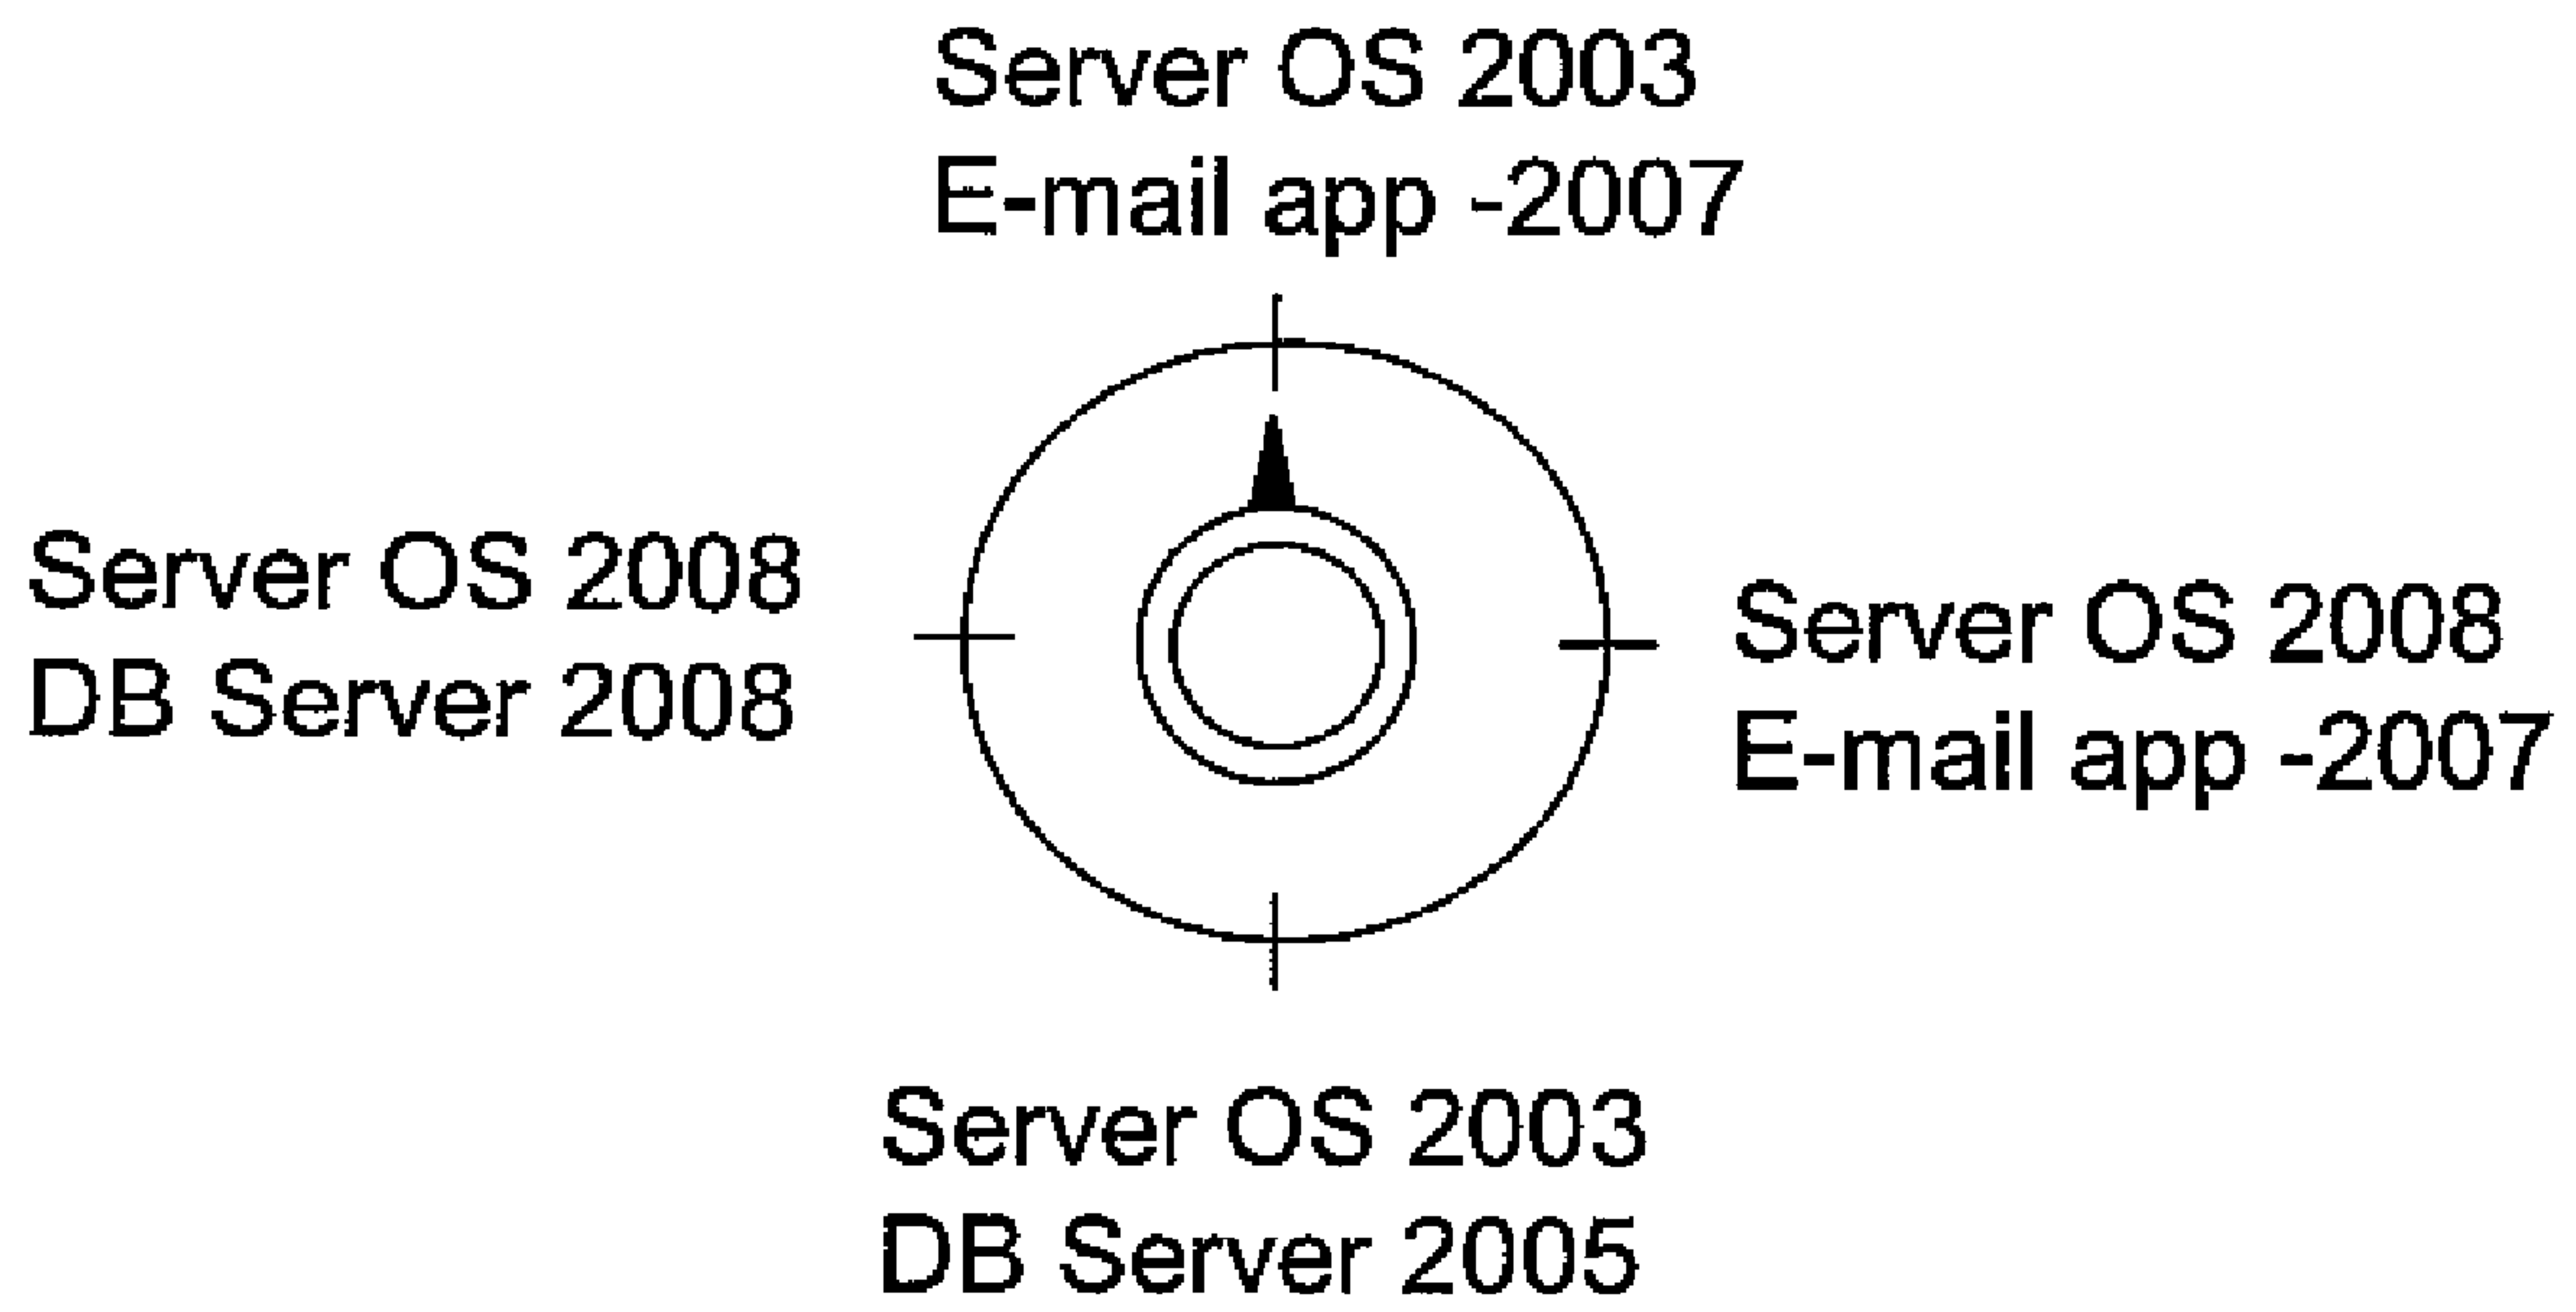 Server OS 2003
E-mail app -2007
Server OS 2008
DB Server 2008
Server OS 2008
E-mail app -2007
Server OS 2003
DB Server 2005